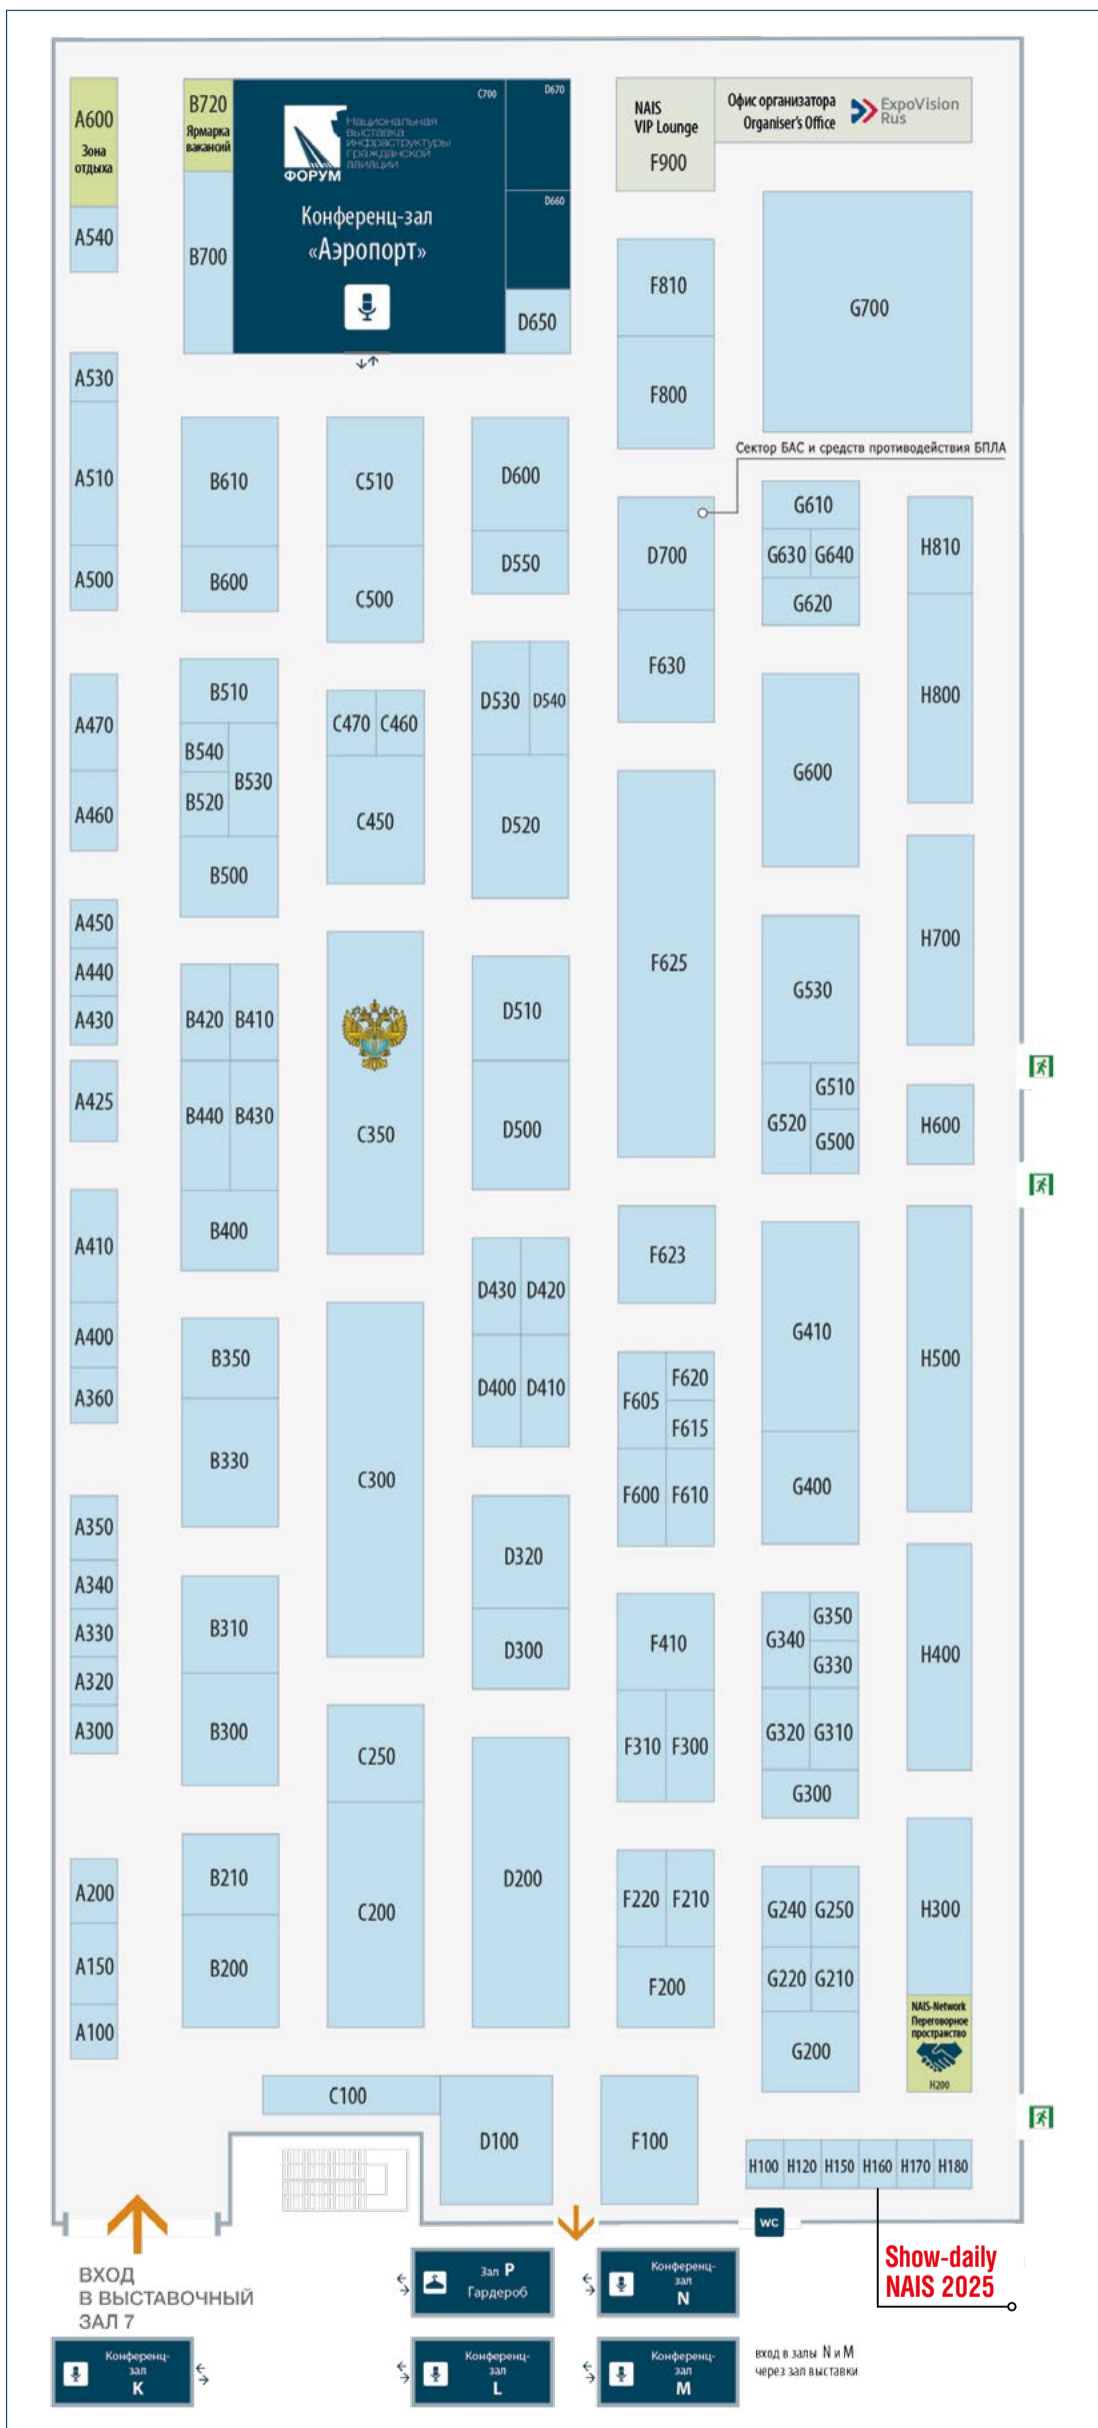 A600
Зона
отдыха
A540
A530
A510
A500
A470
A460
A450
A440
A430
A425
A410
A400
A360
A350
A340
A330
A320
A300
A200
A150
A100
B720
Ярмарка
вакансий
B700
B610
B600
B510
B540
B530
B520
B500
B420 B410
B440 B430
B400
B350
B330
B310
B300
B210
B200
C700
Национальная
выставка
инфраструктуры
гражданской
авиации
ФОРУМ
Конференц-зал
«Аэропорт»
C510
C500
C470 C460
C450
C350
C300
C250
C200
C100
D670
D660
D650
D600
D550
D530 D540
D520
D510
D500
D430 D420
D400 D410
D320
D300
D200
D100
NAIS
VIP Lounge
F900
Офис организатора
Organiser's Office
ExpoVision
Rus
F810
F800
Сектор БАС и средств противодействия БПЛА
D700
F630
F625
F623
F605
F620
F615
F600 F610
F410
F310 F300
F220 F210
F200
F100
G700
G610
G630 G640
G620
G600
G530
G520
G510
G500
G410
G400
G340
G350
G330
G320 G310
G300
G240 G250
G220 G210
G200
H810
H800
H700
H600
H500
H400
H300
NAIS-Network
Переговорное
пространство
H200
H100 H120 H150 H160 H170 H180
WC
Show-daily
NAIS 2025
ВХОД
В ВЫСТАВОЧНЫЙ
ЗАЛ 7
Зал P
Гардероб
Конференц-
зал
N
Конференц-
зал
K
Конференц-
зал
L
Конференц-
зал
M
вход в залы N и M
через зал выставки